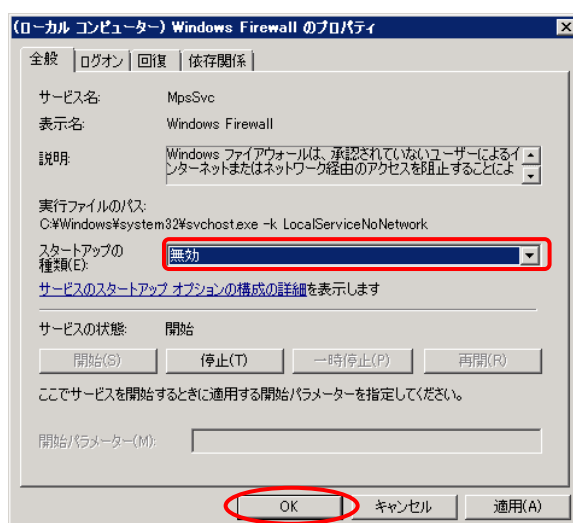 (ローカル コンピューター) Windows Firewall のプロパティ
全般 ログオン 回復 依存関係
サービス名: MpsSvc
表示名: Windows Firewall
説明: Windows ファイアウォールは、承認されていないユーザーによるイ
ンターネットまたはネットワーク経由のアクセスを阻止することによ
実行ファイルのパス:
C:¥Windows¥system32¥svchost.exe -k LocalServiceNoNetwork
スタートアップの
種類(E): 無効
サービスのスタートアップ オプションの構成の詳細を表示します
サービスの状態: 開始
開始(S) 停止(T) 一時停止(P) 再開(R)
ここでサービスを開始するときに適用する開始パラメーターを指定してください。
開始パラメーター(M):
OK キャンセル 適用(A)